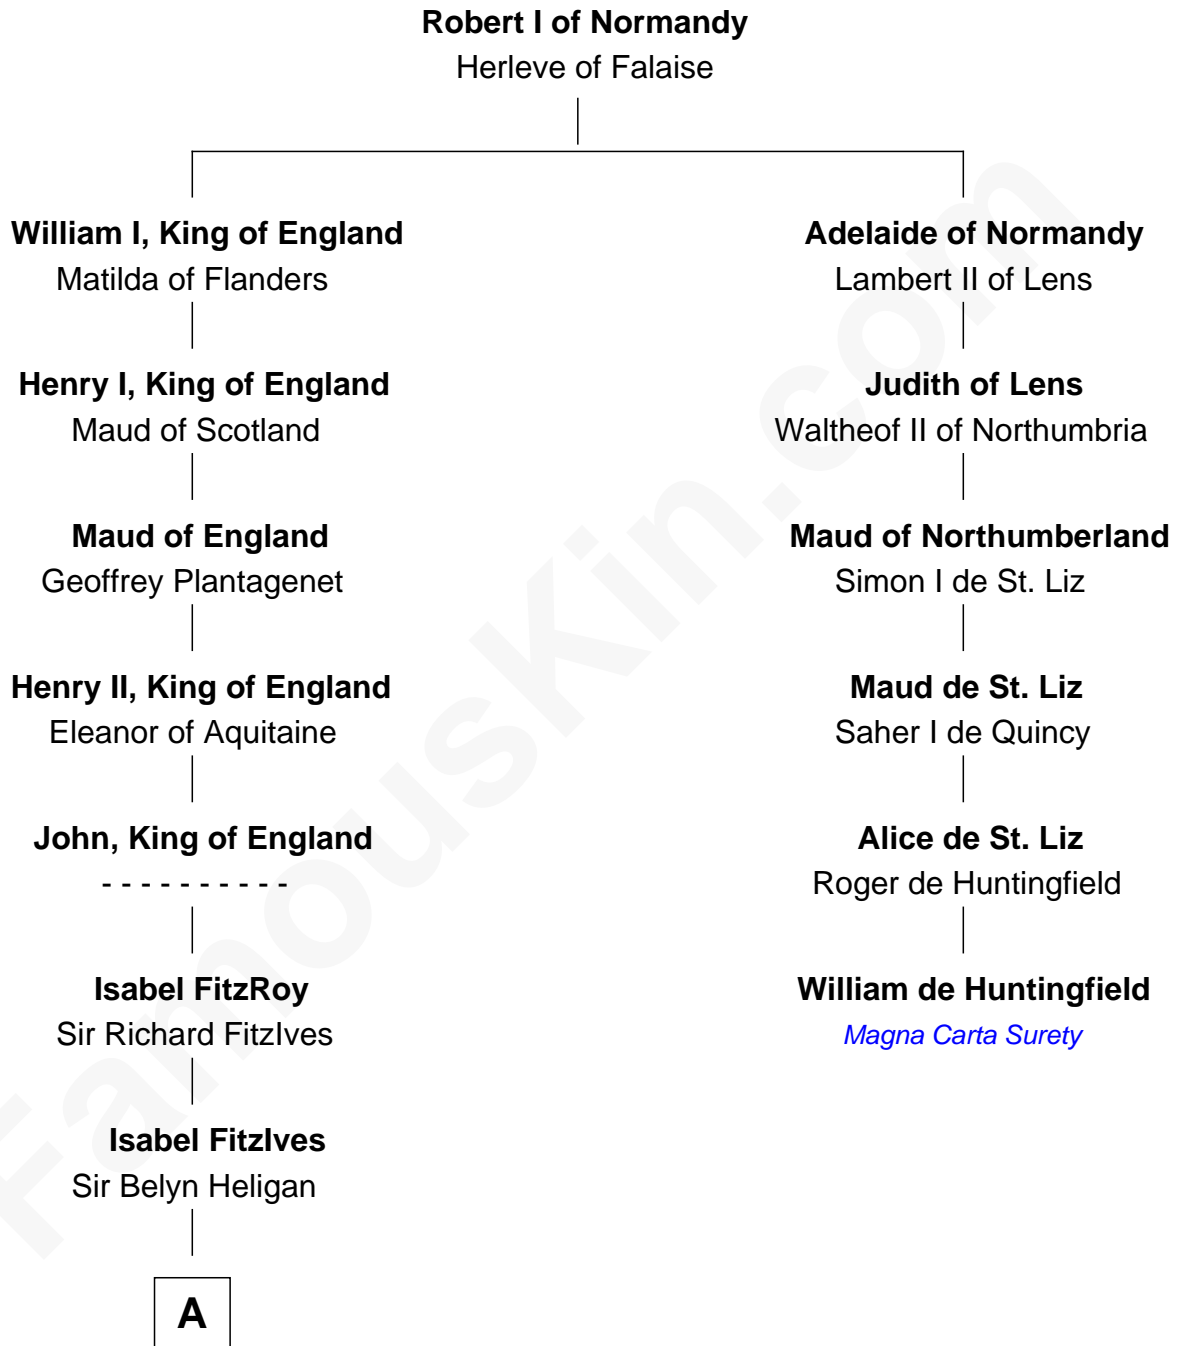 Robert I of Normandy
Herleve of Falaise
William I, King of England
Matilda of Flanders
Henry I, King of England
Maud of Scotland
Maud of England
Geoffrey Plantagenet
Henry II, King of England
Eleanor of Aquitaine
John, King of England
- - - - - - - - - -
Isabel FitzRoy
Sir Richard FitzIves
Isabel FitzIves
Sir Belyn Heligan
A
Adelaide of Normandy
Lambert II of Lens
Judith of Lens
Waltheof II of Northumbria
Maud of Northumberland
Simon I de St. Liz
Maud de St. Liz
Saher I de Quincy
Alice de St. Liz
Roger de Huntingfield
William de Huntingfield
Magna Carta Surety
FamousKin.com